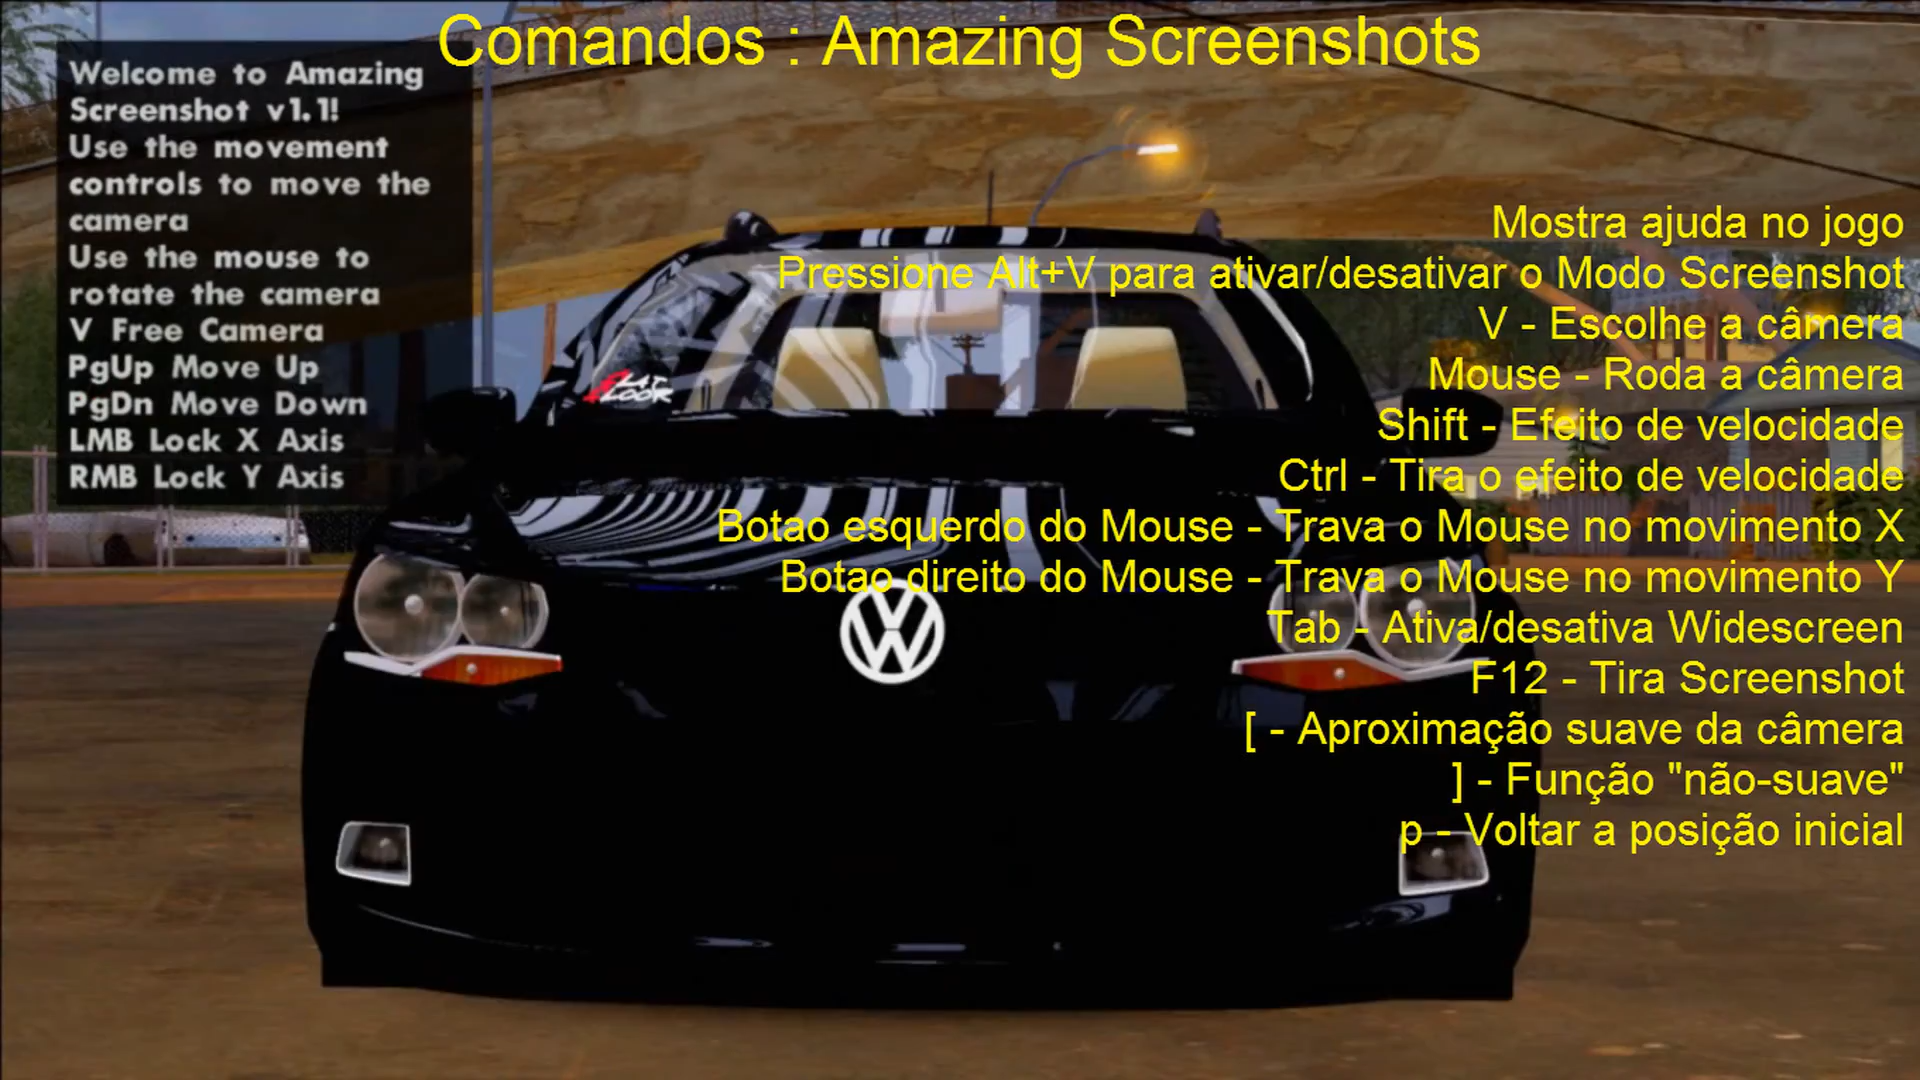 Comandos : Amazing Screenshots
Welcome to Amazing
Screenshot v1.1!
Use the movement
controls to move the
camera
Use the mouse to
rotate the camera
V Free Camera
PgUp Move Up
PgDn Move Down
LMB Lock X Axis
RMB Lock Y Axis
Mostra ajuda no jogo
Pressione Alt+V para ativar/desativar o Modo Screenshot
V - Escolhe a câmera
Mouse - Roda a câmera
Shift - Efeito de velocidade
Ctrl - Tira o efeito de velocidade
Botao esquerdo do Mouse - Trava o Mouse no movimento X
Botao direito do Mouse - Trava o Mouse no movimento Y
Tab - Ativa/desativa Widescreen
F12 - Tira Screenshot
[ - Aproximação suave da câmera
] - Função "não-suave"
p - Voltar a posição inicial
LOOK